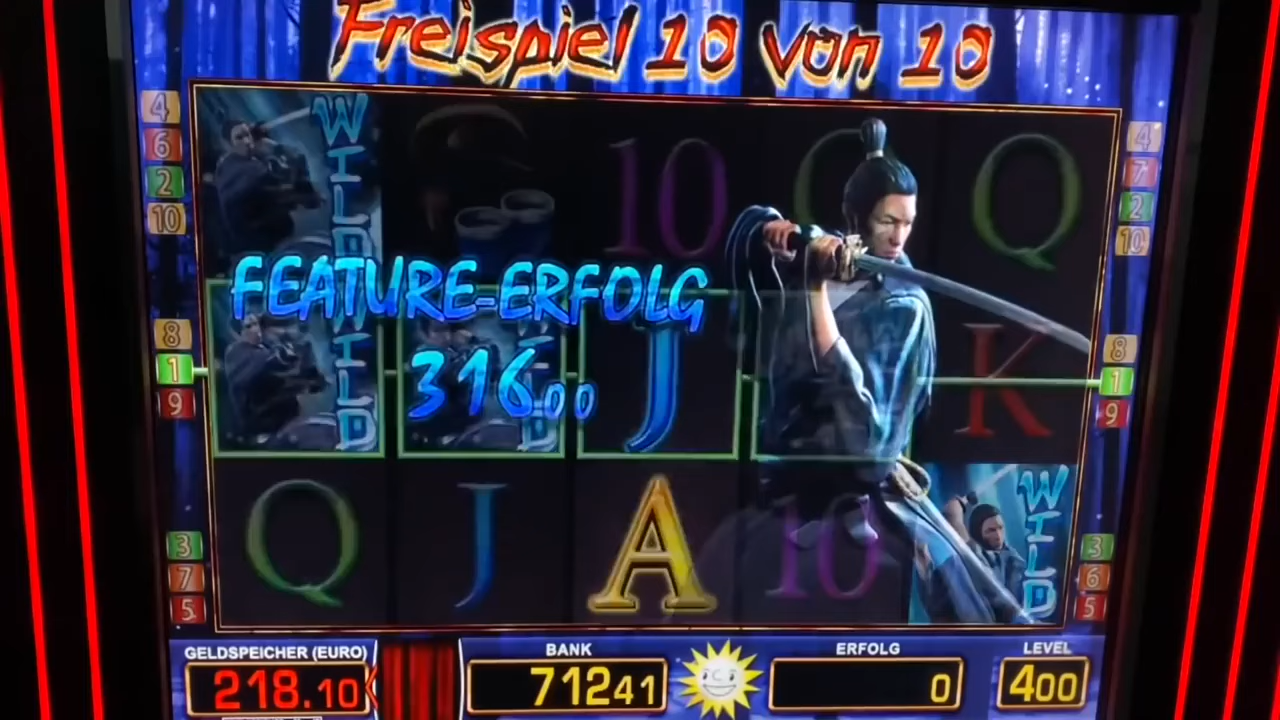 Freispiel 10 von 10
4 WILD 10 Q Q 4
6 7
2 2
10 10
FEATURE-ERFOLG
8 WILD WILD J K 8
1 316.00 1
9 9
Q J A 10 WILD
3 3
7 6
5 5
GELDSPEICHER (EURO) BANK ERFOLG LEVEL
218.10 71241 0 400